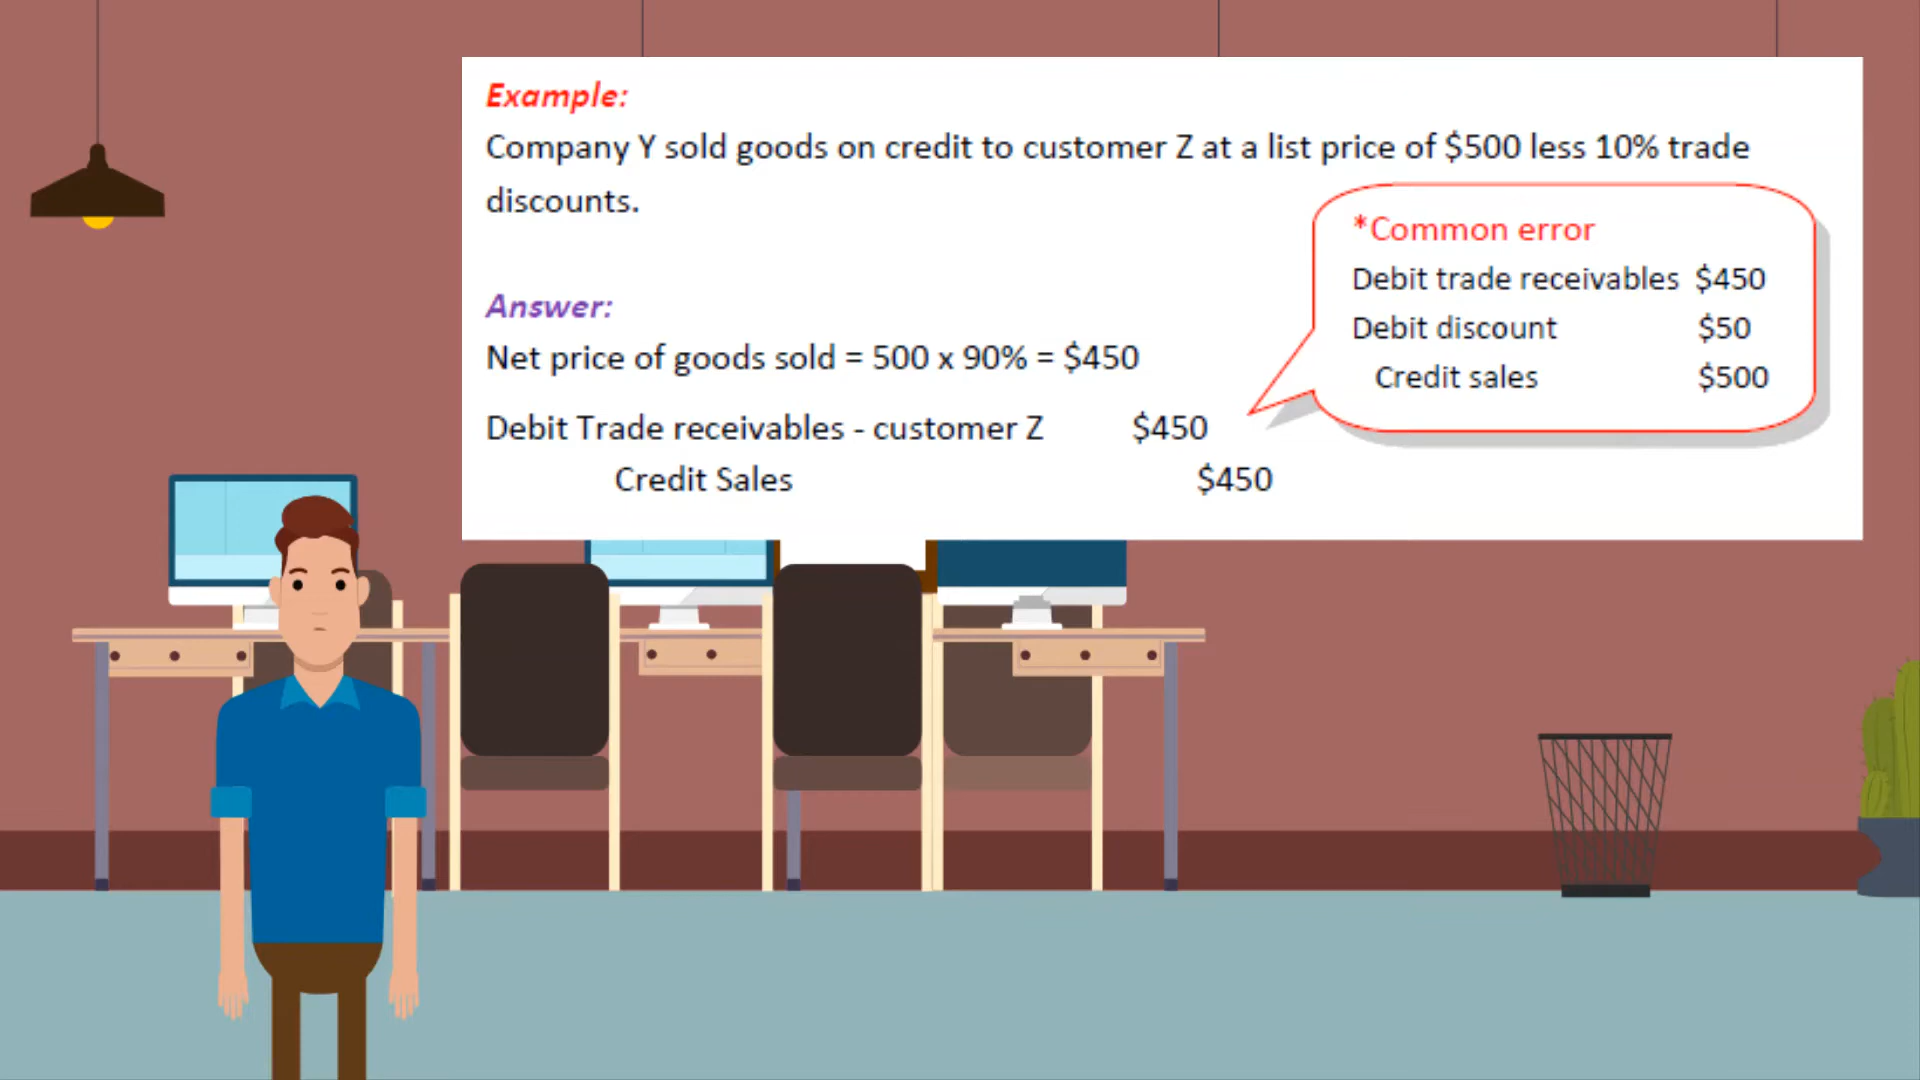 Example:
Company Y sold goods on credit to customer Z at a list price of $500 less 10% trade
discounts.
Answer:
Net price of goods sold = 500 x 90% = $450
Debit Trade receivables - customer Z $450
Credit Sales $450
*Common error
Debit trade receivables $450
Debit discount $50
Credit sales $500